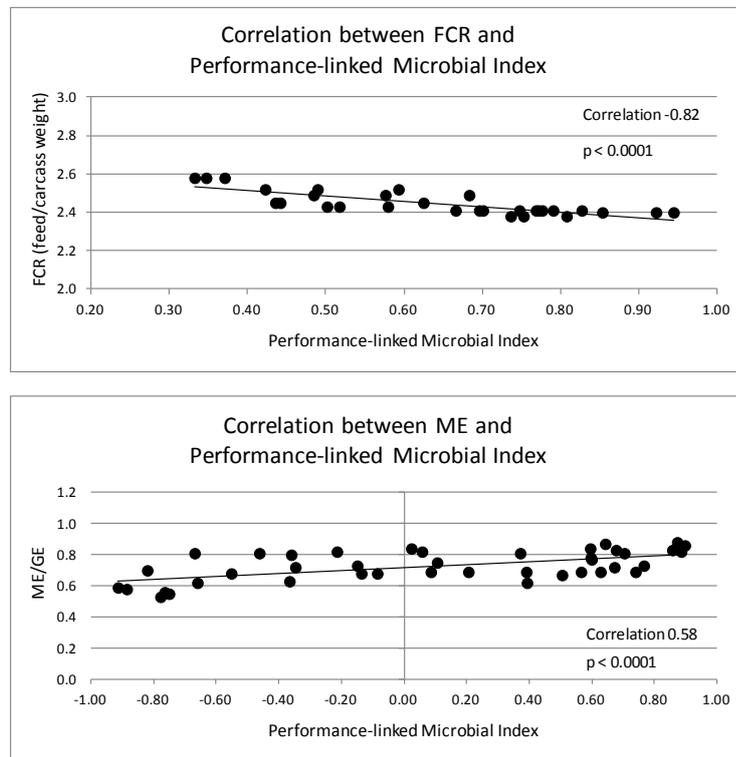 Correlation between FCR and
Performance-linked Microbial Index
3.0
Correlation -0.82
2.8
p < 0.0001
2.6
2.4
2.2
2.0
0.20 0.30 0.40 0.50 0.60 0.70 0.80 0.90 1.00
FCR (feed/carcass weight)
Performance-linked Microbial Index
Correlation between ME and
Performance-linked Microbial Index
1.2
1.0
0.8
0.6
0.4
Correlation 0.58
0.2
p < 0.0001
0.0
-1.00 -0.80 -0.60 -0.40 -0.20 0.00 0.20 0.40 0.60 0.80 1.00
ME/GE
Performance-linked Microbial Index